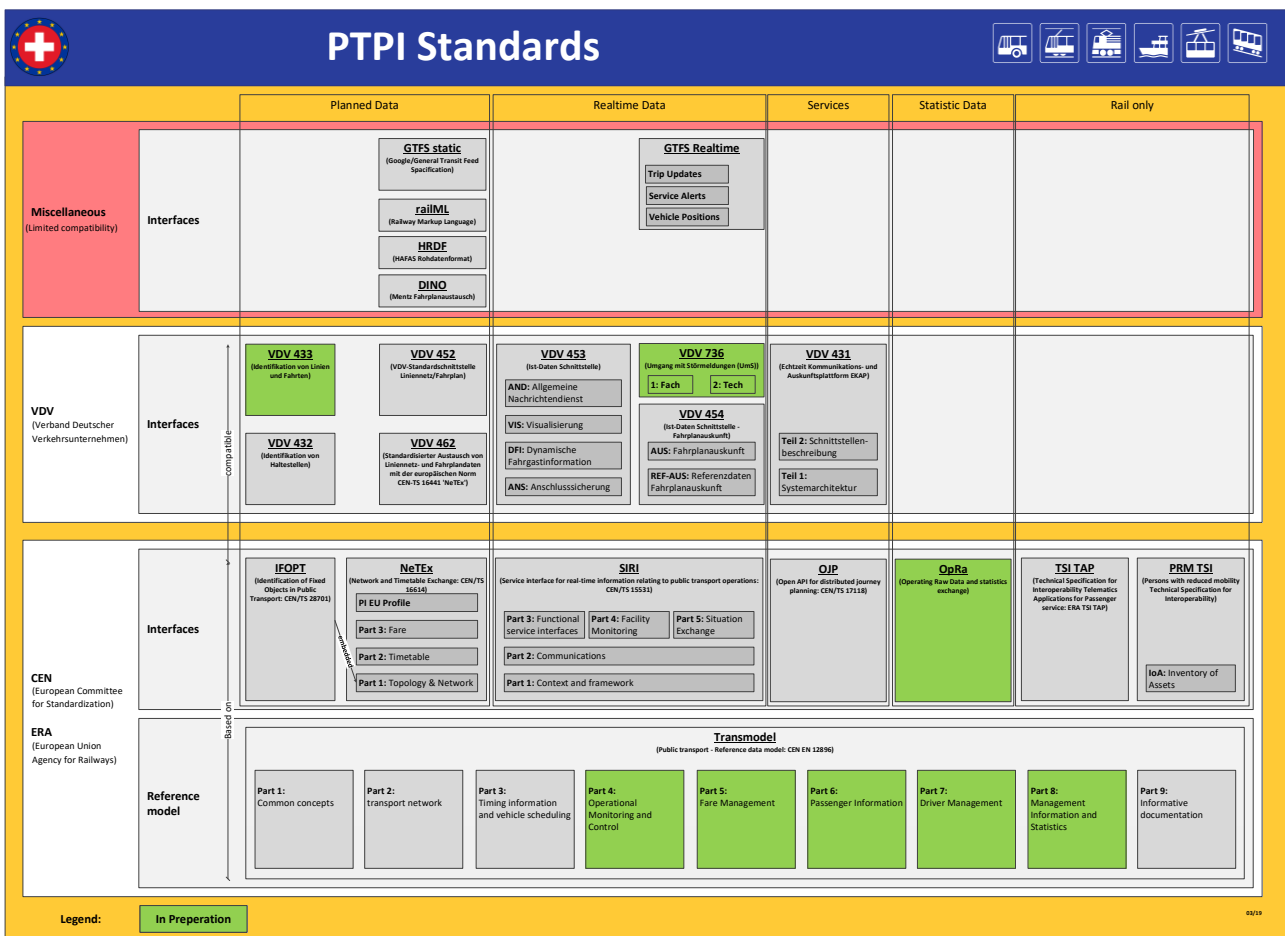 PTPI Standards
Planned Data
Realtime Data
Services
Statistic Data
Rail only
Miscellaneous
(Limited compatibility)
Interfaces
GTFS static
(Google/General Transit Feed
Spacification)
railML
(Railway Markup Language)
HRDF
(HAFAS Rohdatenformat)
DINO
(Mentz Fahrplanaustausch)
GTFS Realtime
Trip Updates
Service Alerts
Vehicle Positions
VDV
(Verband Deutscher
Verkehrsunternehmen)
Interfaces
compatible
VDV 433
(Identifikation von Linien
und Fahrten)
VDV 452
(VDV-Standardschnittstelle
Liniennetz/Fahrplan)
VDV 432
(Identifikation von
Haltestellen)
VDV 462
(Standardisierter Austausch von
Liniennetz- und Fahrplandaten
mit der europäischen Norm
CEN-TS 16441 'NeTEx')
VDV 453
(Ist-Daten Schnittstelle)
AND: Allgemeine
Nachrichtendienst
VIS: Visualisierung
DFI: Dynamische
Fahrgastinformation
ANS: Anschlusssicherung
VDV 736
(Umgang mit Störmeldungen (UmS))
1: Fach
2: Tech
VDV 454
(Ist-Daten Schnittstelle -
Fahrplanauskunft)
AUS: Fahrplanauskunft
REF-AUS: Referenzdaten
Fahrplanauskunft
VDV 431
(Echtzeit Kommunikations- und
Auskunftsplattform EKAP)
Teil 2: Schnittstellen-
beschreibung
Teil 1:
Systemarchitektur
CEN
(European Committee
for Standardization)
ERA
(European Union
Agency for Railways)
Interfaces
Based on
IFOPT
(Identification of Fixed
Objects in Public
Transport: CEN/TS 28701)
embedded
NeTEx
(Network and Timetable Exchange: CEN/TS
16614)
PI EU Profile
Part 3: Fare
Part 2: Timetable
Part 1: Topology & Network
SIRI
(Service interface for real-time information relating to public transport operations:
CEN/TS 15531)
Part 3: Functional
service interfaces
Part 4: Facility
Monitoring
Part 5: Situation
Exchange
Part 2: Communications
Part 1: Context and framework
OJP
(Open API for distributed journey
planning: CEN/TS 17118)
OpRa
(Operating Raw Data and statistics
exchange)
TSI TAP
(Technical Specification for
Interoperability Telematics
Applications for Passenger
service: ERA TSI TAP)
PRM TSI
(Persons with reduced mobility
Technical Specification for
Interoperability)
IoA: Inventory of
Assets
Reference
model
Transmodel
(Public transport - Reference data model: CEN EN 12896)
Part 1:
Common concepts
Part 2:
transport network
Part 3:
Timing information
and vehicle scheduling
Part 4:
Operational
Monitoring and
Control
Part 5:
Fare Management
Part 6:
Passenger Information
Part 7:
Driver Management
Part 8:
Management
Information and
Statistics
Part 9:
Informative
documentation
Legend:
In Preperation
03/19